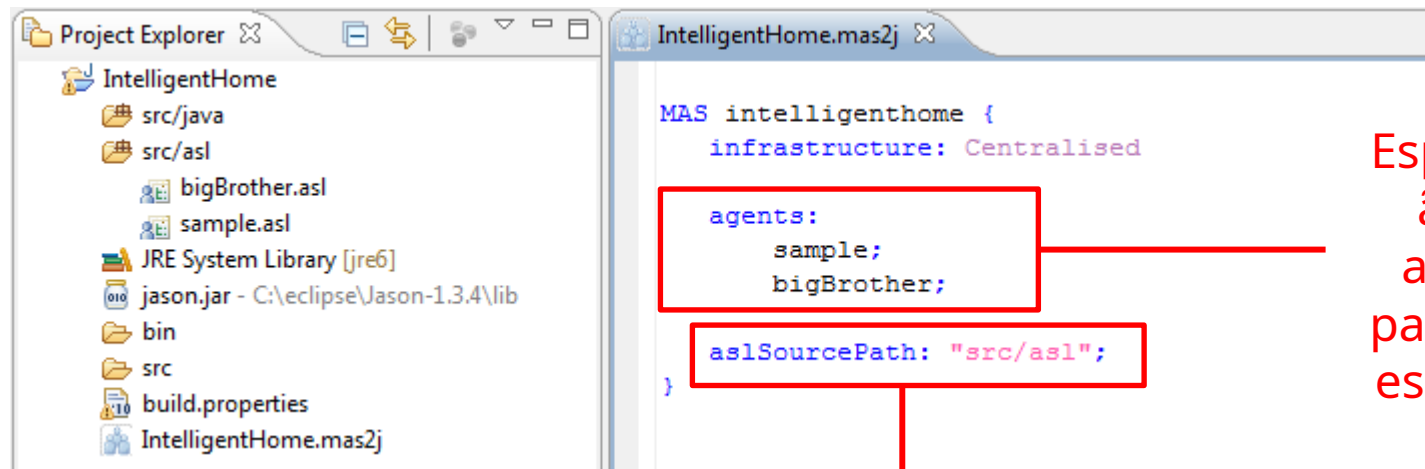 Project Explorer
IntelligentHome
src/java
src/asl
bigBrother.asl
sample.asl
JRE System Library [jre6]
jason.jar - C:\eclipse\Jason-1.3.4\lib
bin
src
build.properties
IntelligentHome.mas2j
IntelligentHome.mas2j
MAS intelligenthome {
infrastructure: Centralised
agents:
sample;
bigBrother;
aslSourcePath: "src/asl";
}